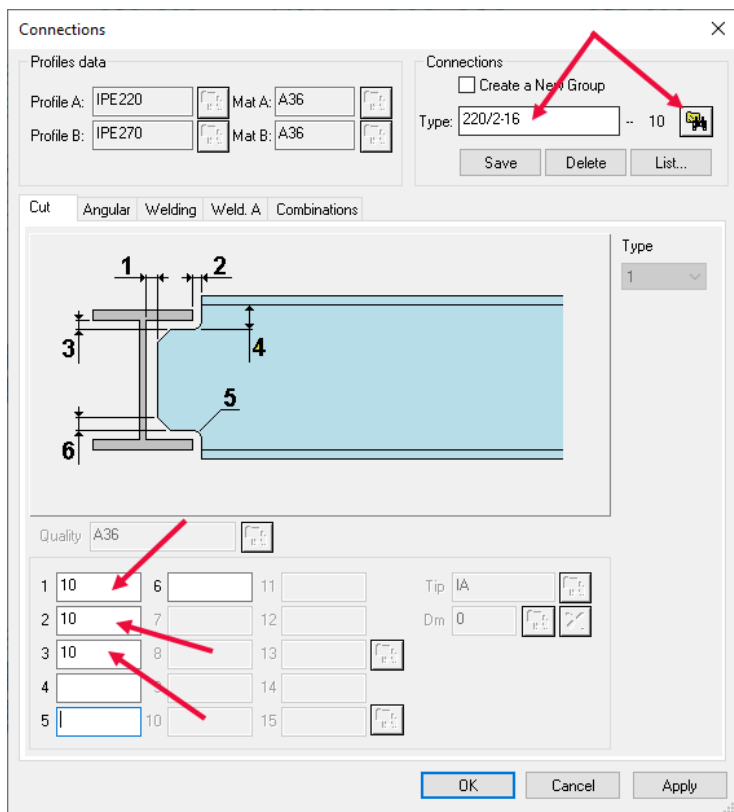 Connections
Profiles data
Profile A: IPE220 Mat A: A36
Profile B: IPE270 Mat B: A36
Connections
Create a New Group
Type: 220/2-16 -- 10
Save Delete List...
Cut Angular Welding Weld. A Combinations
Type
1
1 2
3 4
5
6
Quality A36
1 10 6 11 Tip IA
2 10 7 12 Dm 0
3 10 8 13
4 9 14
5 10 15
OK Cancel Apply